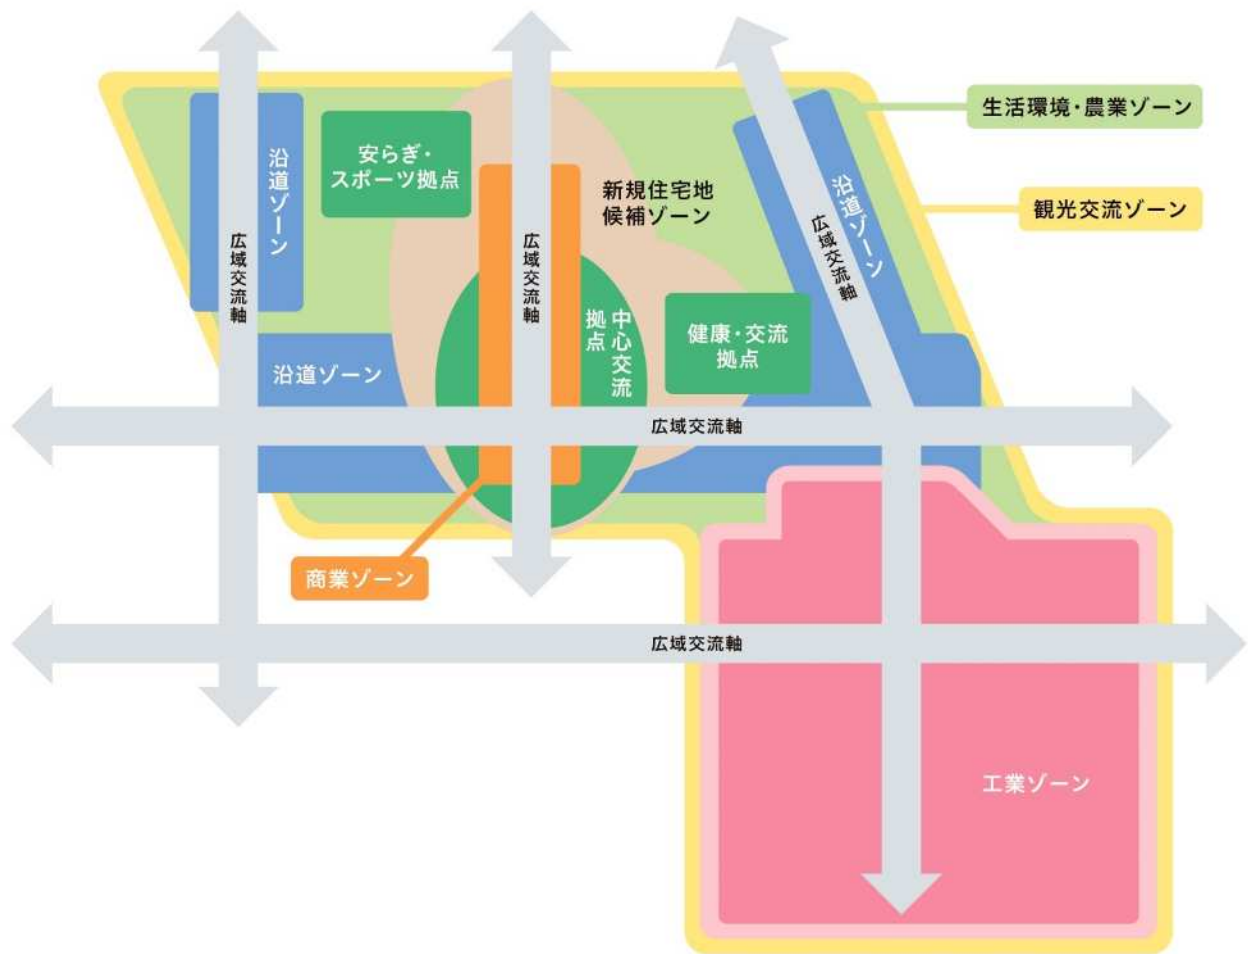 生活環境・農業ゾーン
観光交流ゾーン
沿道ゾーン
安らぎ・
スポーツ拠点
新規住宅地
候補ゾーン
沿道ゾーン
広域交流軸
広域交流軸
広域交流軸
中心交流
拠点
健康・交流
拠点
沿道ゾーン
広域交流軸
商業ゾーン
広域交流軸
工業ゾーン